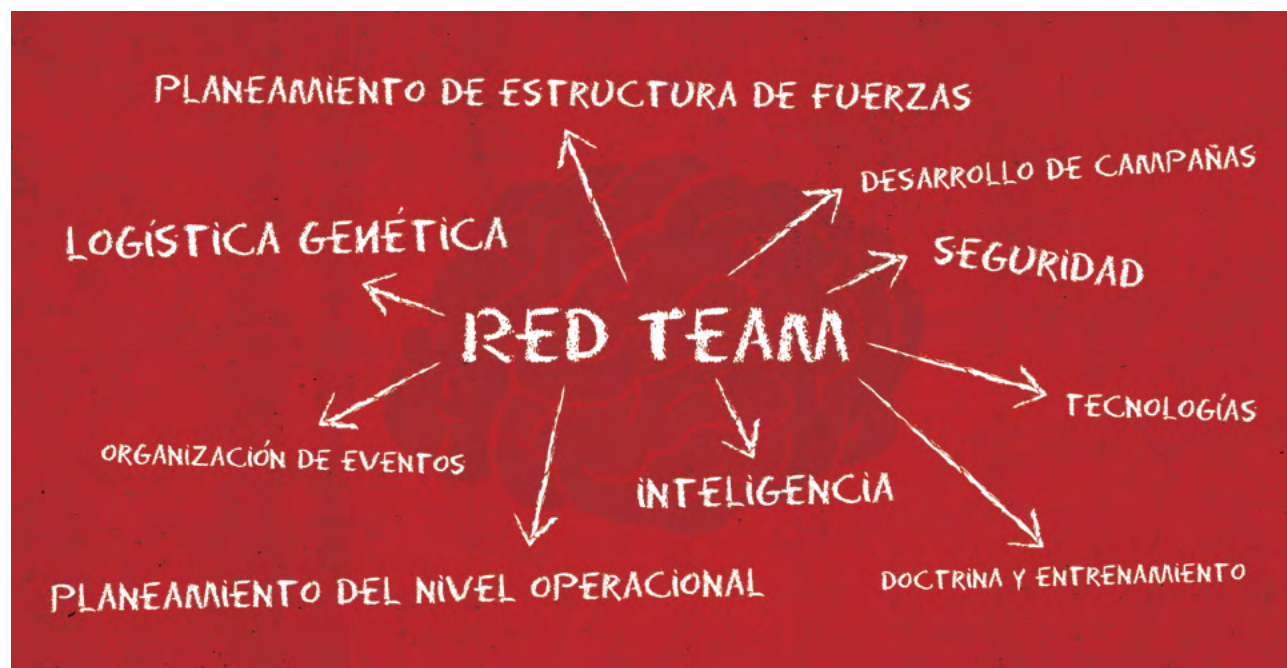 PLANEAMIENTO DE ESTRUCTURA DE FUERZAS
DESARROLLO DE CAMPAÑAS
LOGÍSTICA GENÉTICA
SEGURIDAD
RED TEAM
TECNOLOGÍAS
ORGANIZACIÓN DE EVENTOS
INTELIGENCIA
PLANEAMIENTO DEL NIVEL OPERACIONAL
DOCTRINA Y ENTRENAMIENTO